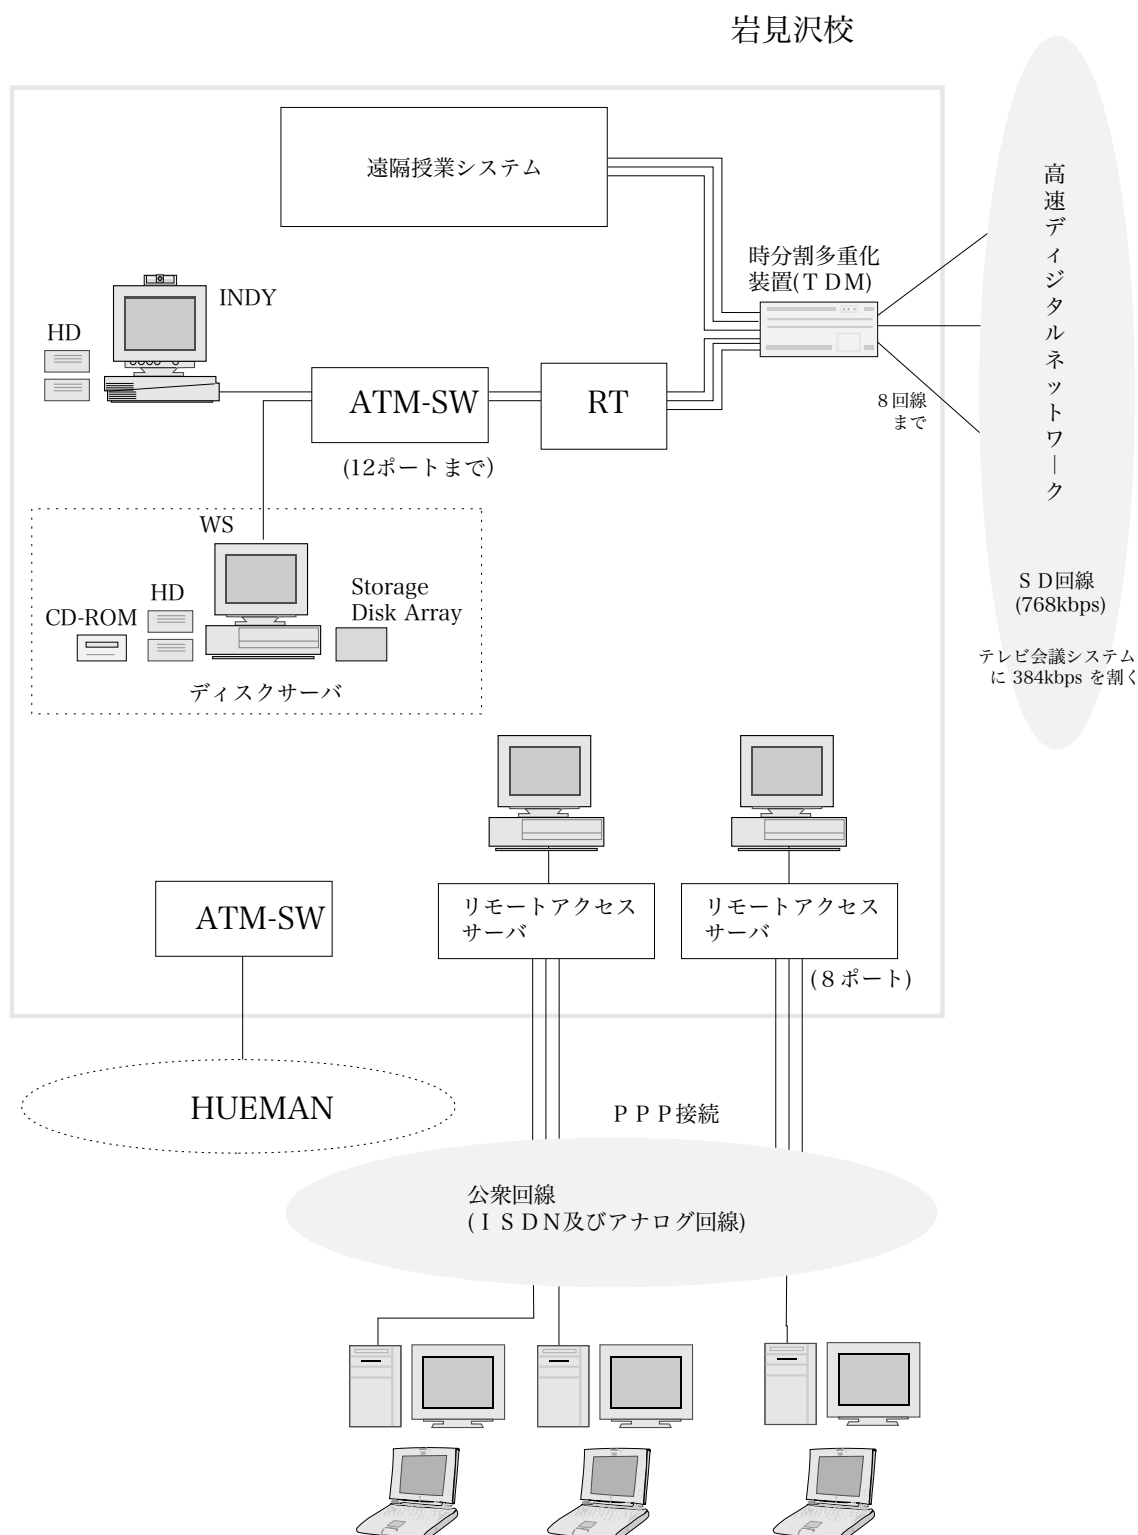 岩見沢校
遠隔授業システム
高速ディジタルネットワーク
時分割多重化
装置(ＴＤＭ)
INDY
HD
ATM-SW
RT
８回線
まで
(12ポートまで)
WS
HD
CD-ROM
Storage
Disk Array
ディスクサーバ
ＳＤ回線
(768kbps)
テレビ会議システム
に 384kbps を割く
ATM-SW
リモートアクセス
サーバ
リモートアクセス
サーバ
(８ポート)
HUEMAN
ＰＰＰ接続
公衆回線
(ＩＳＤＮ及びアナログ回線)